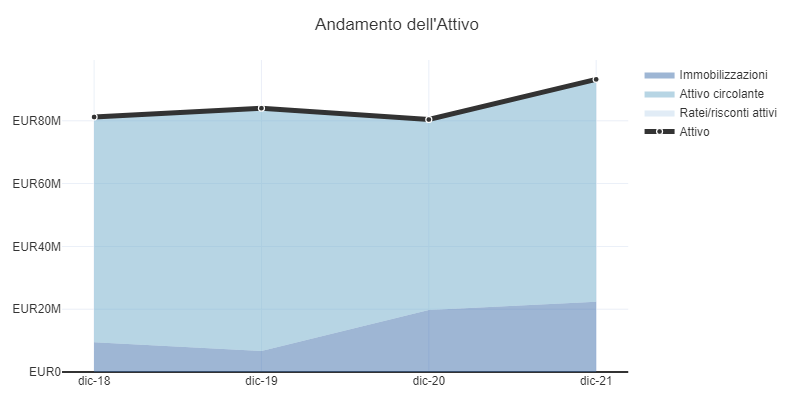 Andamento dell'Attivo
Immobilizzazioni
Attivo circolante
Ratei/risconti attivi
Attivo
EUR80M
EUR60M
EUR40M
EUR20M
EUR0
dic-18 dic-19 dic-20 dic-21